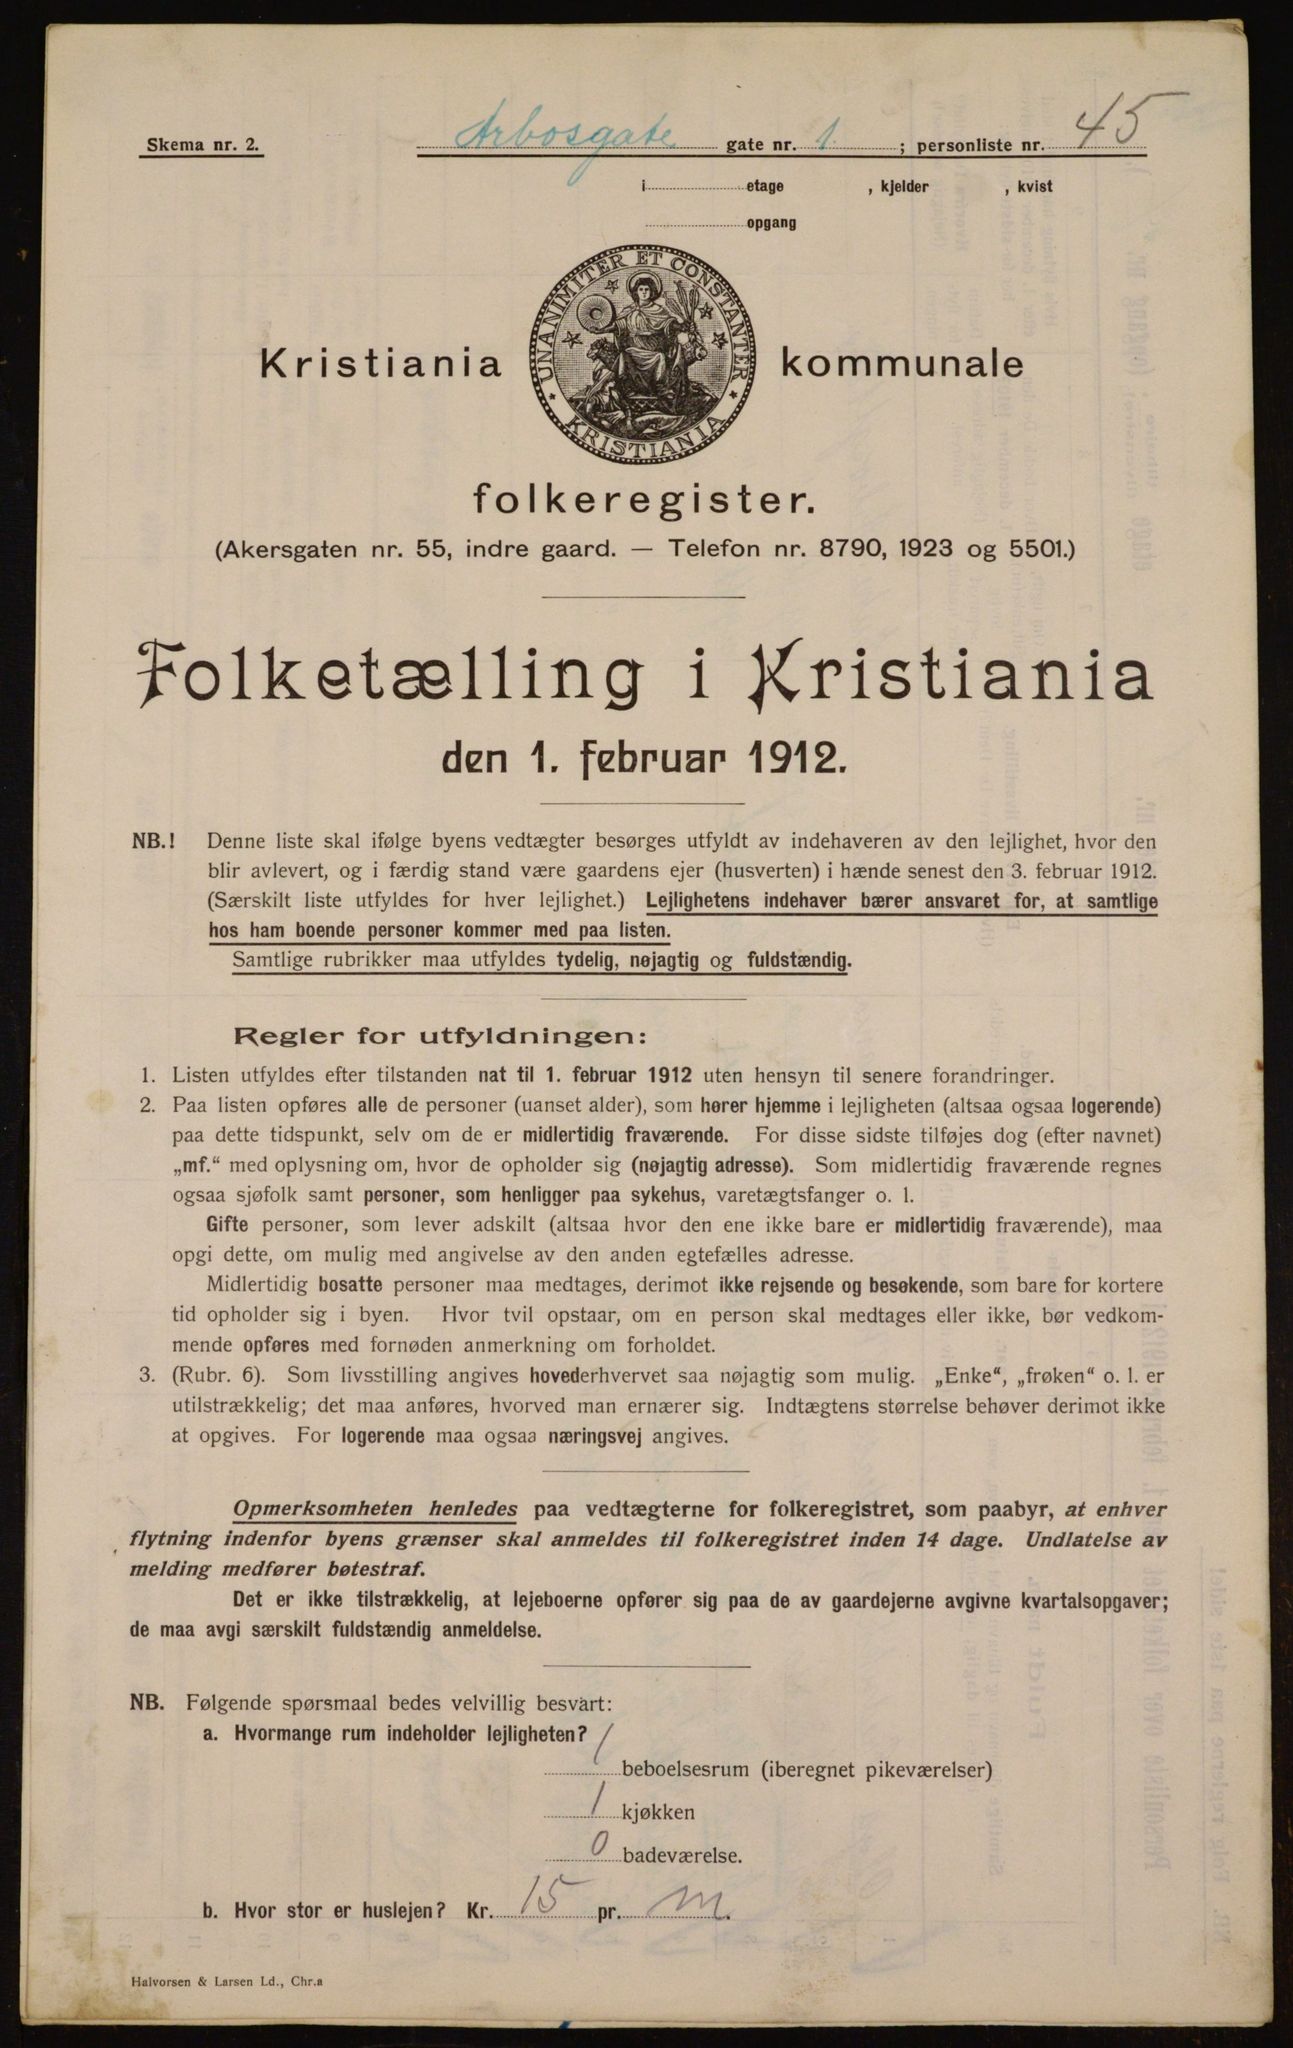 Skema nr. 2. Arbosgate gate nr. 1 ; personliste nr. 45
i etage , kjelder , kvist
opgang
UNANIMITER ET CONSTANTER
KRISTIANIA
Kristiania kommunale
folkeregister.
(Akersgaten nr. 55, indre gaard. — Telefon nr. 8790, 1923 og 5501.)
Folketælling i Kristiania
den 1. februar 1912.
NB.! Denne liste skal ifølge byens vedtægter besørges utfyldt av indehaveren av den lejlighet, hvor den
blir avlevert, og i færdig stand være gaardens ejer (husverten) i hænde senest den 3. februar 1912.
(Særskilt liste utfyldes for hver lejlighet.) Lejlighetens indehaver bærer ansvaret for, at samtlige
hos ham boende personer kommer med paa listen.
Samtlige rubrikker maa utfyldes tydelig, nøjagtig og fuldstændig.
Regler for utfyldningen:
1. Listen utfyldes efter tilstanden nat til 1. februar 1912 uten hensyn til senere forandringer.
2. Paa listen opføres alle de personer (uanset alder), som hører hjemme i lejligheten (altsaa ogsaa logerende)
paa dette tidspunkt, selv om de er midlertidig fraværende. For disse sidste tilføjes dog (efter navnet)
„mf.“ med oplysning om, hvor de opholder sig (nøjagtig adresse). Som midlertidig fraværende regnes
ogsaa sjøfolk samt personer, som henligger paa sykehus, varetægtsfanger o. l.
Gifte personer, som lever adskilt (altsaa hvor den ene ikke bare er midlertidig fraværende), maa
opgi dette, om mulig med angivelse av den anden egtefælles adresse.
Midlertidig bosatte personer maa medtages, derimot ikke rejsende og besøkende, som bare for kortere
tid opholder sig i byen. Hvor tvil opstaar, om en person skal medtages eller ikke, bør vedkom-
mende opføres med fornøden anmerkning om forholdet.
3. (Rubr. 6). Som livsstilling angives hovederhvervet saa nøjagtig som mulig. „Enke“, „frøken“ o. l. er
utilstrækkelig; det maa anføres, hvorved man ernærer sig. Indtægtens størrelse behøver derimot ikke
at opgives. For logerende maa ogsaa næringsvej angives.
Opmerksomheten henledes paa vedtægterne for folkeregistret, som paabyr, at enhver
flytning indenfor byens grænser skal anmeldes til folkeregistret inden 14 dage. Undlatelse av
melding medfører bøtestraf.
Det er ikke tilstrækkelig, at lejeboerne opfører sig paa de av gaardejerne avgivne kvartalsopgaver;
de maa avgi særskilt fuldstændig anmeldelse.
NB. Følgende spørsmaal bedes velvillig besvart:
a. Hvormange rum indeholder lejligheten?
1 beboelsesrum (iberegnet pikeværelser)
1 kjøkken
0 badeværelse.
b. Hvor stor er huslejen? Kr. 15 pr. m.
Halvorsen & Larsen Ld., Chr.a